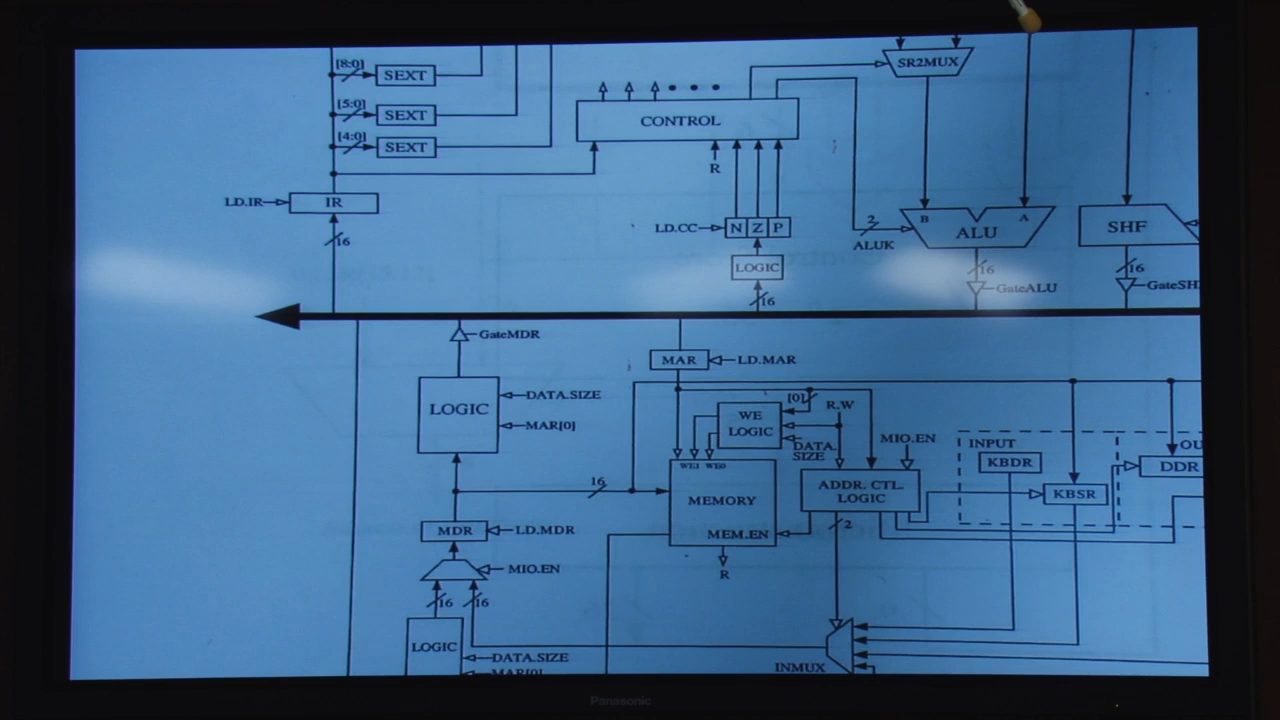 [8:0]
SEXT
SR2MUX
[5:0]
SEXT
CONTROL
[4:0]
SEXT
R
LD.IR
IR
LD.CC
N Z P
2
ALUK
B
A
ALU
SHF
16
LOGIC
16
GateALU
16
16
GateMDR
MAR
LD.MAR
LOGIC
DATA.SIZE
MAR[0]
WE
LOGIC
[0]
R.W
DATA.
SIZE
MIO.EN
INPUT
KBDR
DDR
WE1 WE0
MEMORY
MEM.EN
ADDR. CTL.
LOGIC
KBSR
16
MDR
LD.MDR
2
R
MIO.EN
16
16
LOGIC
DATA.SIZE
MAR[0]
INMUX
Panasonic